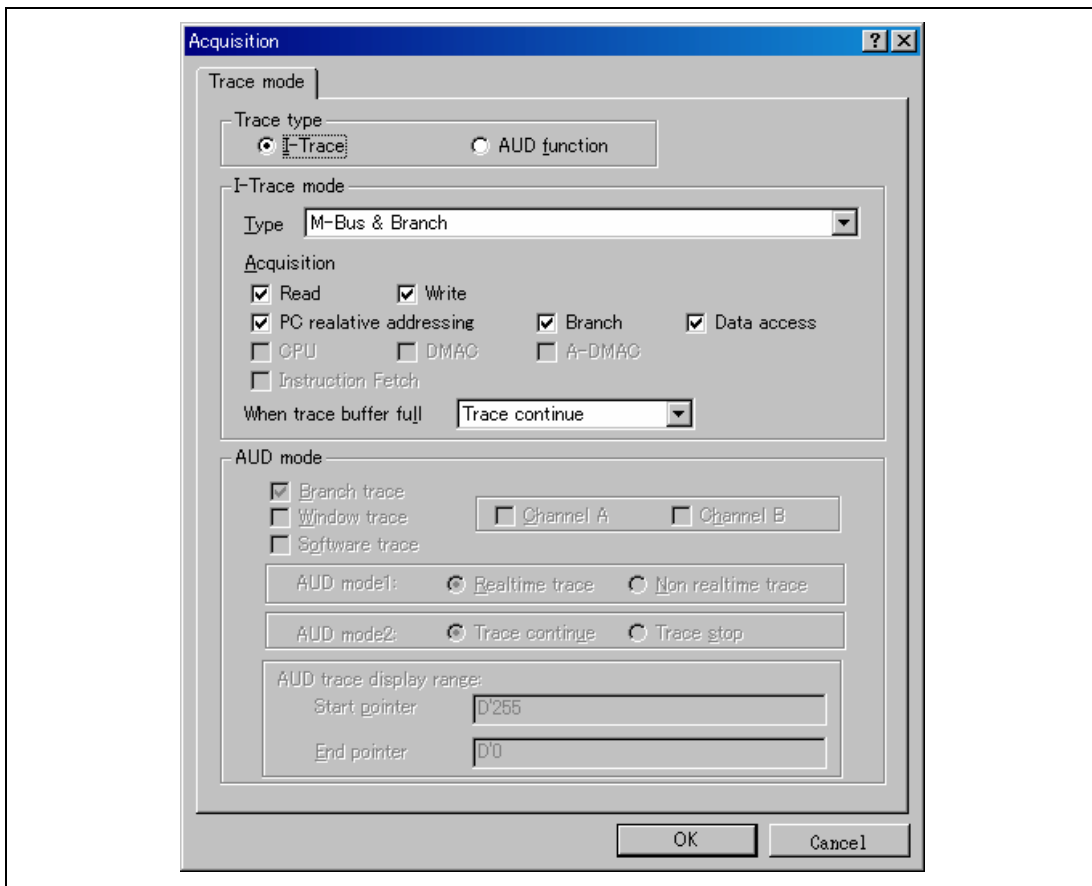 Acquisition
Trace mode
Trace type
I-Trace AUD function
I-Trace mode
Type M-Bus & Branch
Acquisition
Read Write
PC realative addressing Branch Data access
CPU DMAC A-DMAC
Instruction Fetch
When trace buffer full Trace continue
AUD mode
Branch trace
Window trace Channel A Channel B
Software trace
AUD mode1: Realtime trace Non realtime trace
AUD mode2: Trace continue Trace stop
AUD trace display range:
Start pointer D'255
End pointer D'0
OK Cancel